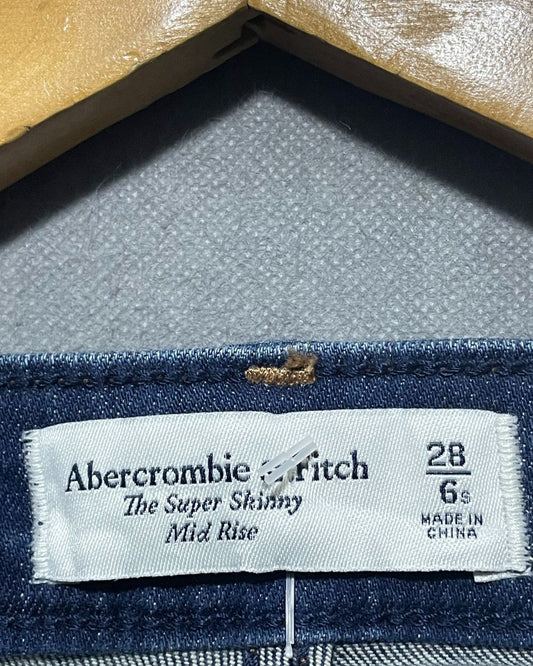 Abercrombie & Fitch
The Super Skinny
Mid Rise
28
6s
MADE IN
CHINA